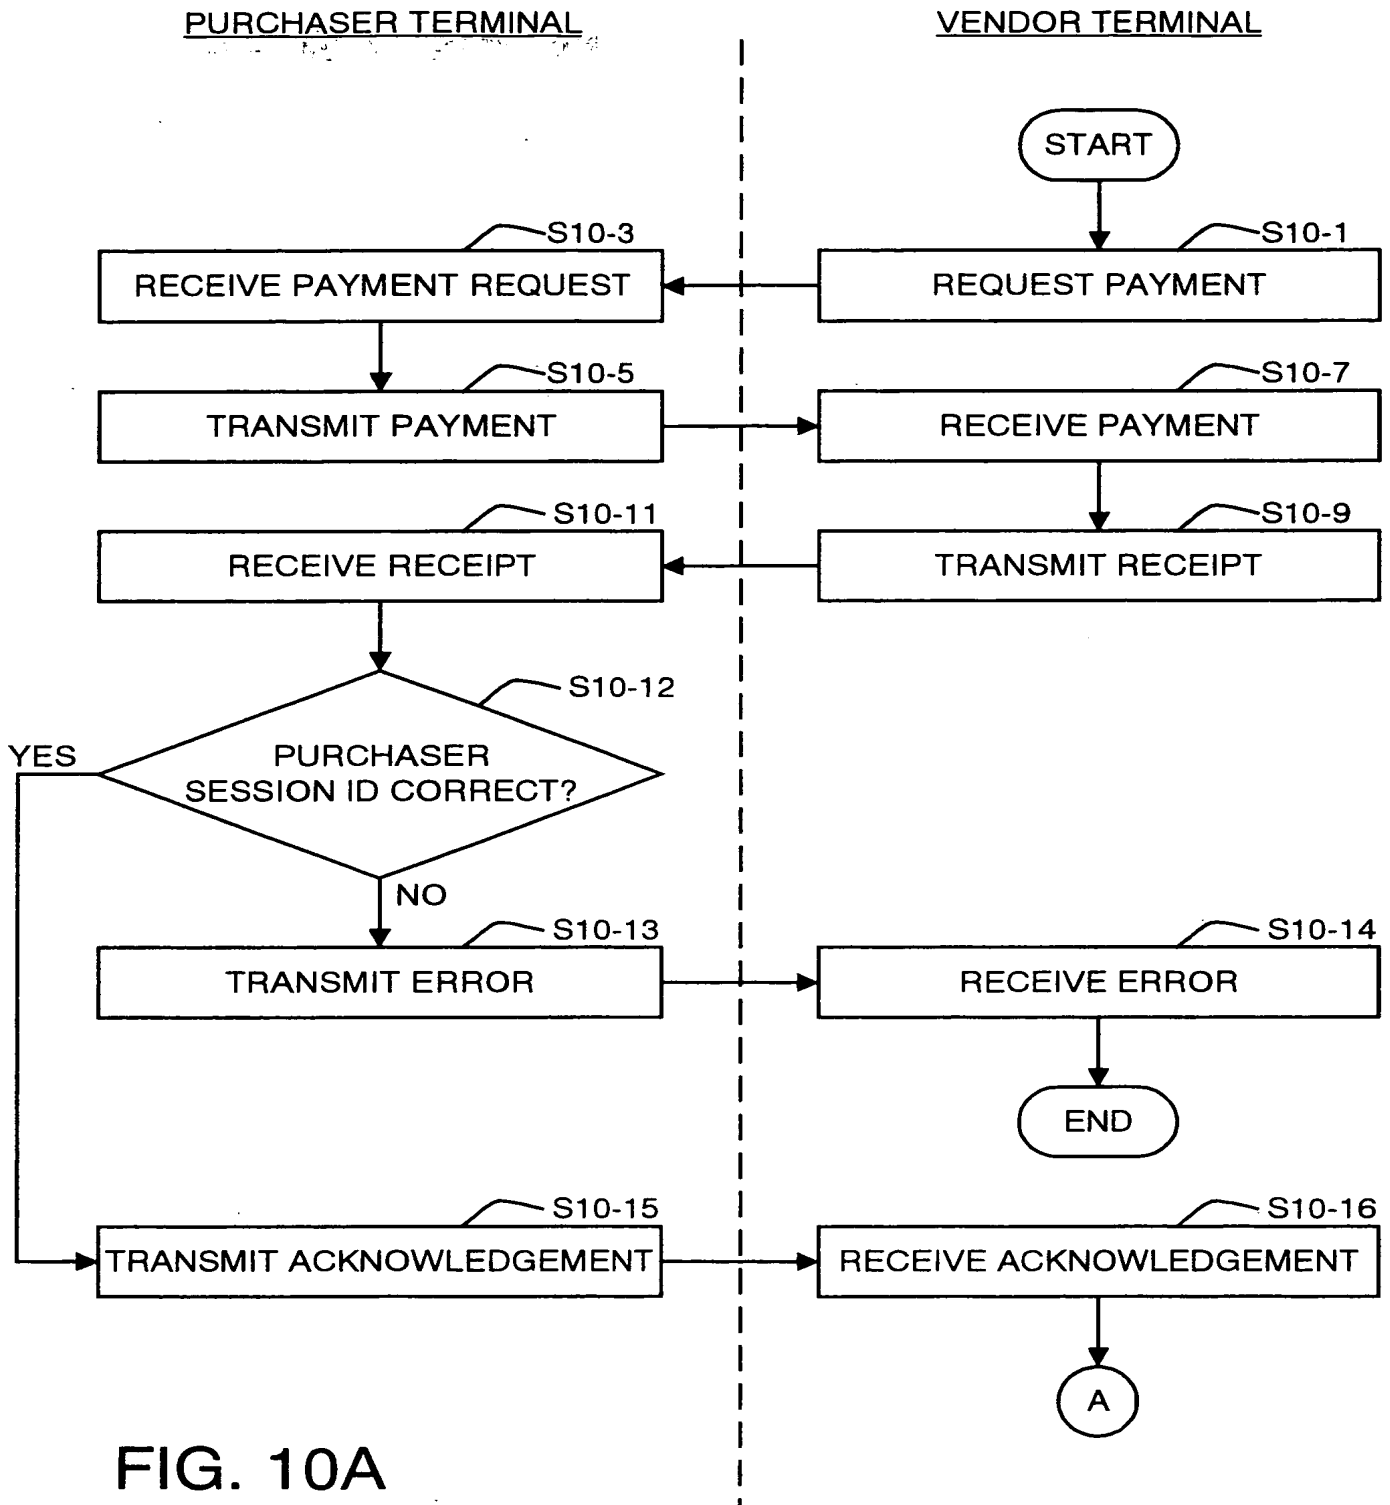 PURCHASER TERMINAL
VENDOR TERMINAL
START
S10-3
S10-1
RECEIVE PAYMENT REQUEST
REQUEST PAYMENT
S10-5
S10-7
TRANSMIT PAYMENT
RECEIVE PAYMENT
S10-11
S10-9
RECEIVE RECEIPT
TRANSMIT RECEIPT
S10-12
YES
PURCHASER
SESSION ID CORRECT?
NO
S10-13
S10-14
TRANSMIT ERROR
RECEIVE ERROR
END
S10-15
S10-16
TRANSMIT ACKNOWLEDGEMENT
RECEIVE ACKNOWLEDGEMENT
A
FIG. 10A